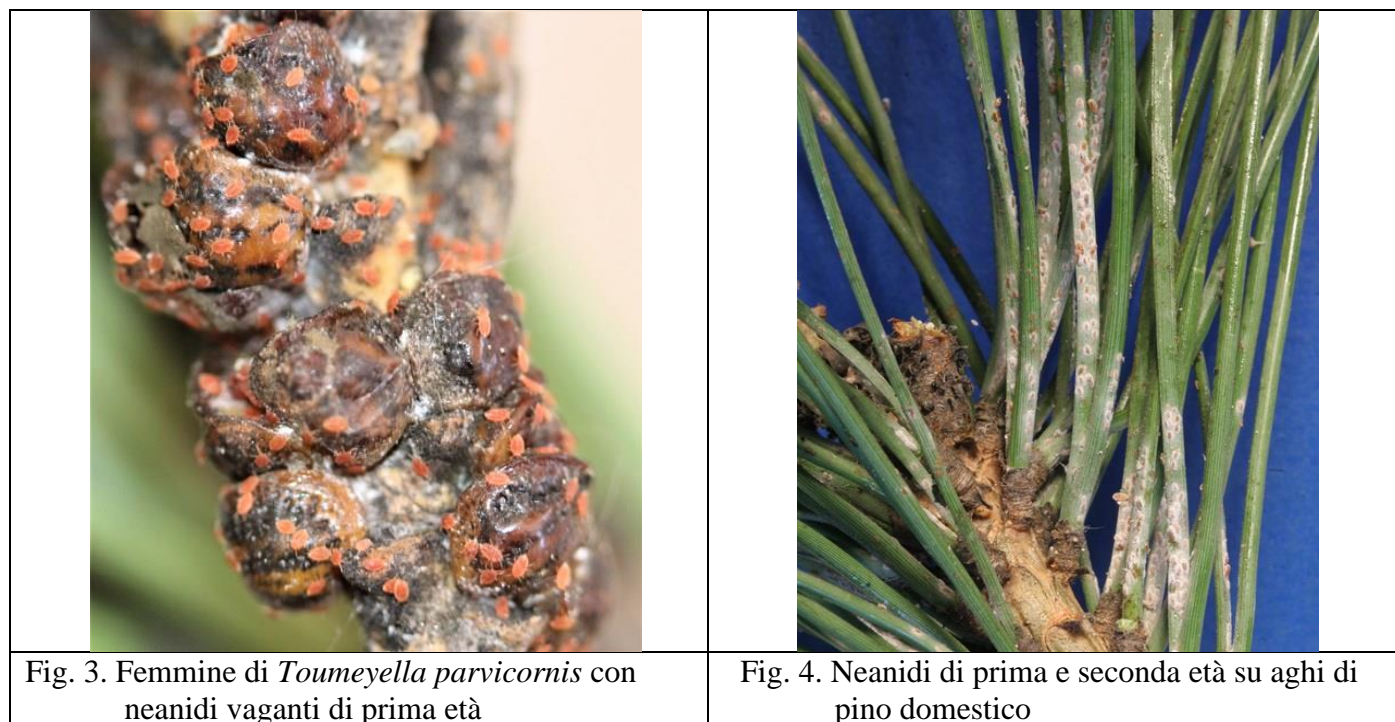 Fig. 3. Femmine di Toumeyella parvicornis con
neanidi vaganti di prima età
Fig. 4. Neanidi di prima e seconda età su aghi di
pino domestico